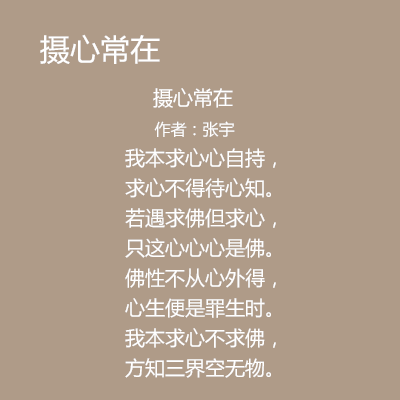 摄心常在
摄心常在
作者：张宇
我本求心心自持，
求心不得待心知。
若遇求佛但求心，
只这心心心是佛。
佛性不从心外得，
心生便是罪生时。
我本求心不求佛，
方知三界空无物。